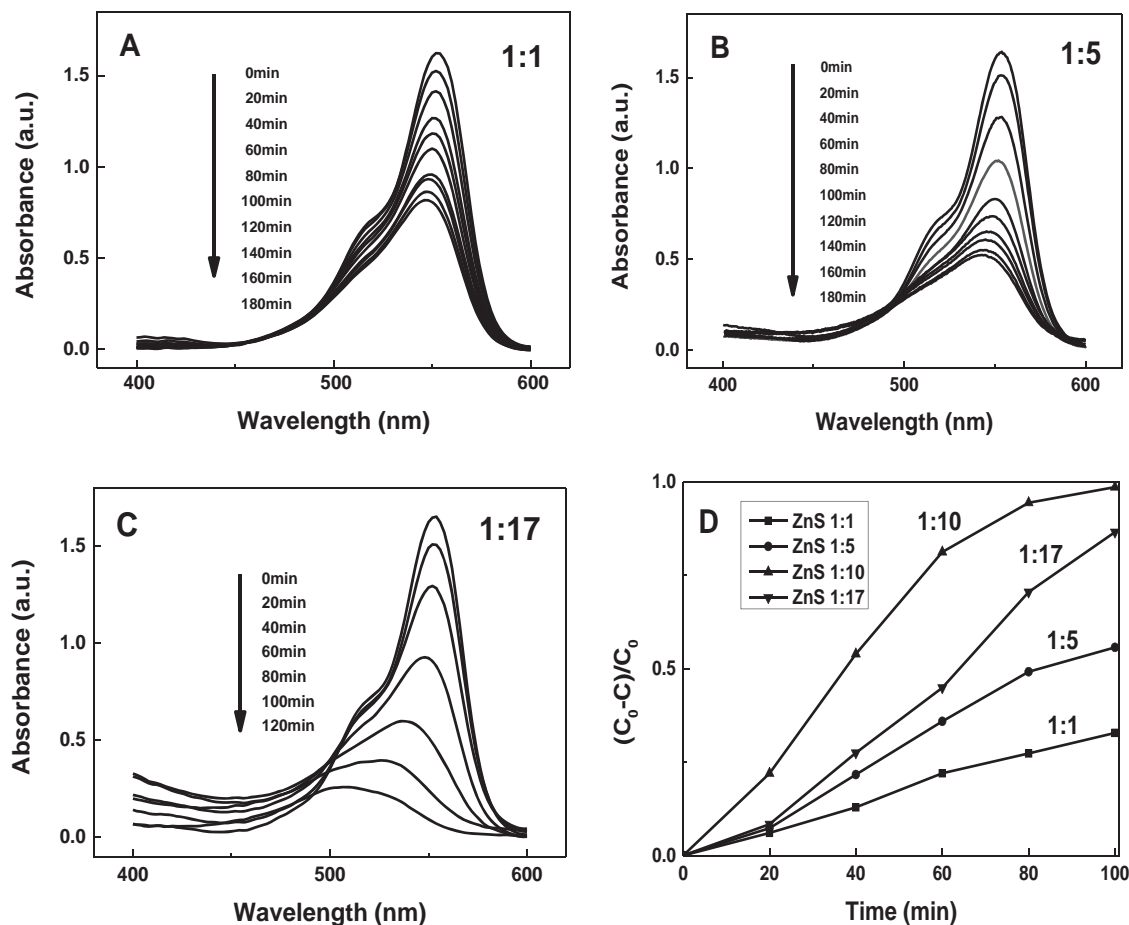 A
1:1
0min
20min
40min
60min
80min
100min
120min
140min
160min
180min
1.5
1.0
0.5
0.0
400
500
600
Absorbance (a.u.)
Wavelength (nm)
B
1:5
0min
20min
40min
60min
80min
100min
120min
140min
160min
180min
1.5
1.0
0.5
0.0
400
500
600
Absorbance (a.u.)
Wavelength (nm)
C
1:17
0min
20min
40min
60min
80min
100min
120min
1.5
1.0
0.5
0.0
400
500
600
Absorbance (a.u.)
Wavelength (nm)
D
ZnS 1:1
ZnS 1:5
ZnS 1:10
ZnS 1:17
1:10
1:17
1:5
1:1
1.0
0.5
0.0
0
20
40
60
80
100
(C₀-C)/C₀
Time (min)